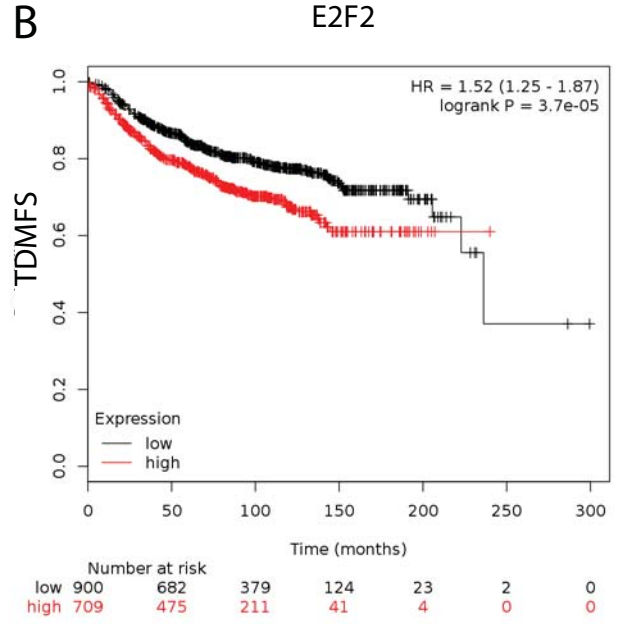 B
E2F2
HR = 1.52 (1.25 - 1.87)
logrank P = 3.7e-05
TDMFS
1.0
0.8
0.6
0.4
0.2
0.0
Expression
low
high
0 50 100 150 200 250 300
Time (months)
Number at risk
low 900 682 379 124 23 2 0
high 709 475 211 41 4 0 0